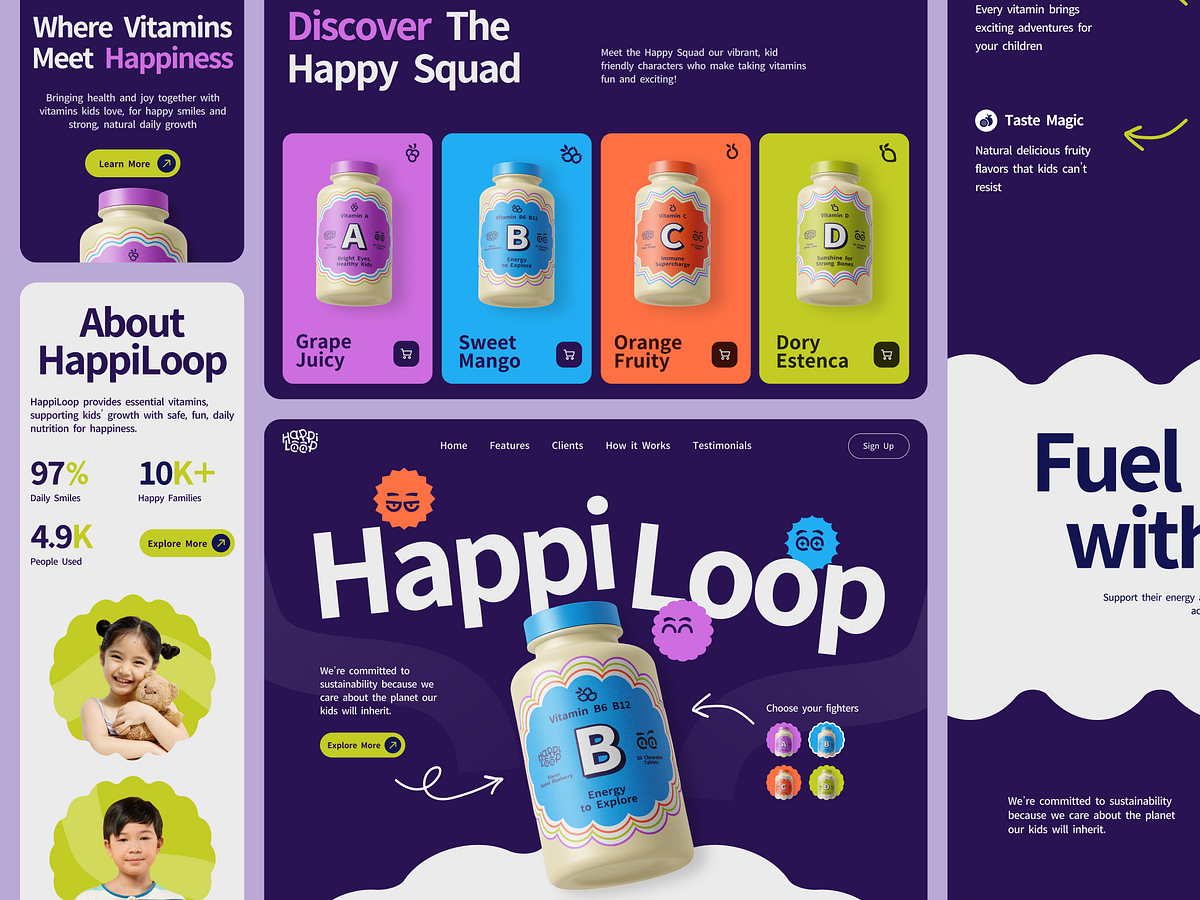 Where Vitamins
Meet Happiness
Bringing health and joy together with
vitamins kids love, for happy smiles and
strong, natural daily growth
Learn More
About
HappiLoop
HappiLoop provides essential vitamins,
supporting kids' growth with safe, fun, daily
nutrition for happiness.
97%
Daily Smiles
10K+
Happy Families
4.9K
People Used
Explore More
Discover The
Happy Squad
Meet the Happy Squad our vibrant, kid
friendly characters who make taking vitamins
fun and exciting!
Vitamin A
A
Bright Eyes,
Healthy Kids
Grape
Juicy
Vitamin B6 B12
B
Energy
to Explore
Sweet
Mango
Vitamin C
C
Immune
Supercharge
Orange
Fruity
Vitamin D
D
Sunshine for
Strong Bones
Dory
Estenca
Happi
Loop
Home
Features
Clients
How it Works
Testimonials
Sign Up
Happi Loop
We're committed to
sustainability because we
care about the planet our
kids will inherit.
Explore More
Vitamin B6 B12
Happi
Loop
B
30 Chewable
Tablets
Energy
to Explore
Choose your fighters
A
B
C
D
Every vitamin brings
exciting adventures for
your children
Taste Magic
Natural delicious fruity
flavors that kids can't
resist
Fuel
with
Support their energy
We're committed to sustainability
because we care about the planet
our kids will inherit.